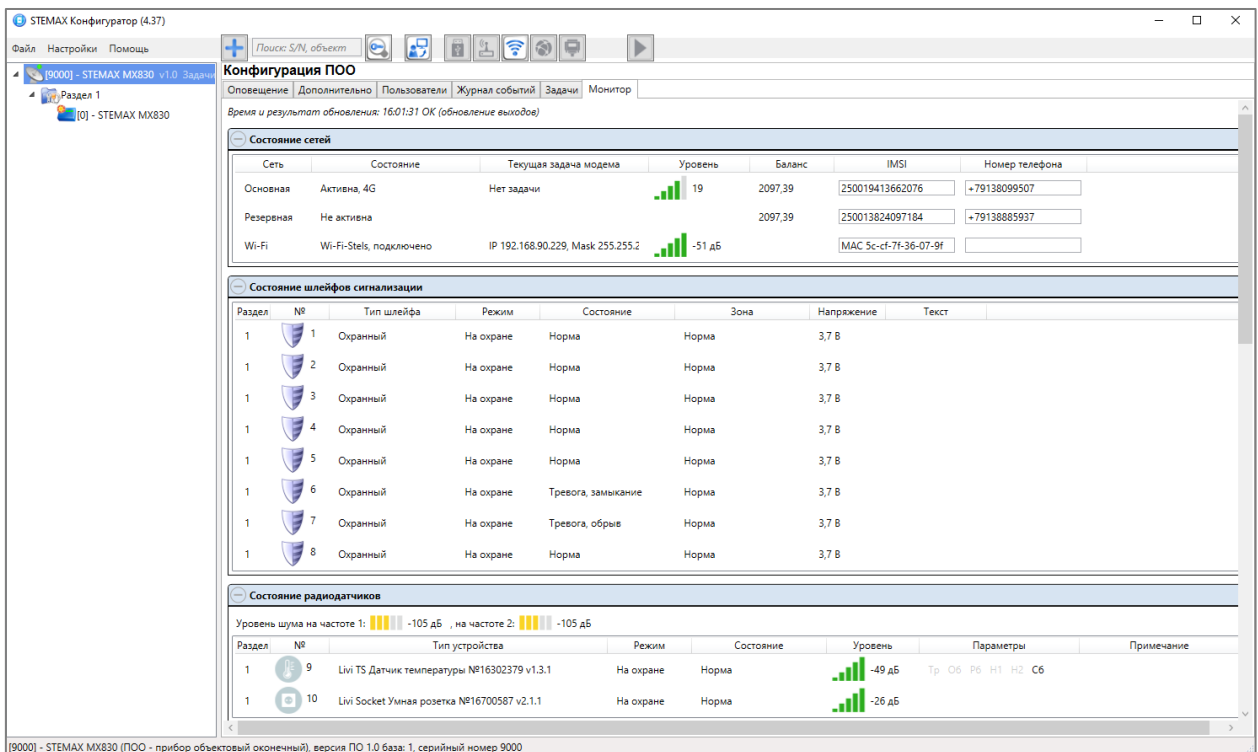 STEMAX Конфигуратор (4.37)
Файл Настройки Помощь
Поиск: S/N, объект
[9000] - STEMAX MX830 v1.0 Задачи
Раздел 1
[0] - STEMAX MX830
Конфигурация ПОО
Оповещение Дополнительно Пользователи Журнал событий Задачи Монитор
Время и результат обновления: 16:01:31 OK (обновление выходов)
Состояние сетей
Сеть Состояние Текущая задача модема Уровень Баланс IMSI Номер телефона
Основная Активна, 4G Нет задачи 19 2097,39 250019413662076 +79138099507
Резервная Не активна 2097,39 250013824097184 +79138885937
Wi-Fi Wi-Fi-Stels, подключено IP 192.168.90.229, Mask 255.255.2 -51 дБ MAC 5c-cf-7f-36-07-9f
Состояние шлейфов сигнализации
Раздел № Тип шлейфа Режим Состояние Зона Напряжение Текст
1 1 Охранный На охране Норма Норма 3,7 В
1 2 Охранный На охране Норма Норма 3,7 В
1 3 Охранный На охране Норма Норма 3,7 В
1 4 Охранный На охране Норма Норма 3,7 В
1 5 Охранный На охране Норма Норма 3,7 В
1 6 Охранный На охране Тревога, замыкание Норма 3,7 В
1 7 Охранный На охране Тревога, обрыв Норма 3,7 В
1 8 Охранный На охране Норма Норма 3,7 В
Состояние радиодатчиков
Уровень шума на частоте 1: -105 дБ , на частоте 2: -105 дБ
Раздел № Тип устройства Режим Состояние Уровень Параметры Примечание
1 9 Livi TS Датчик температуры №16302379 v1.3.1 На охране Норма -49 дБ Тр Об Рб Н1 Н2 Сб
1 10 Livi Socket Умная розетка №16700587 v2.1.1 На охране Норма -26 дБ
[9000] - STEMAX MX830 (ПОО - прибор объектовый оконечный), версия ПО 1.0 база: 1, серийный номер 9000